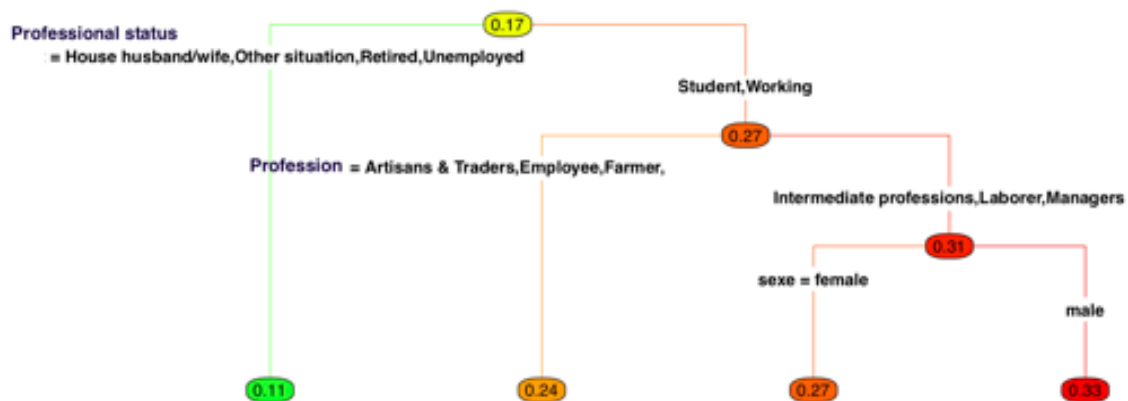 0.17
Professional status
= House husband/wife,Other situation,Retired,Unemployed
Student,Working
0.27
Profession = Artisans & Traders,Employee,Farmer,
Intermediate professions,Laborer,Managers
0.31
sexe = female
male
0.11 0.24 0.27 0.33